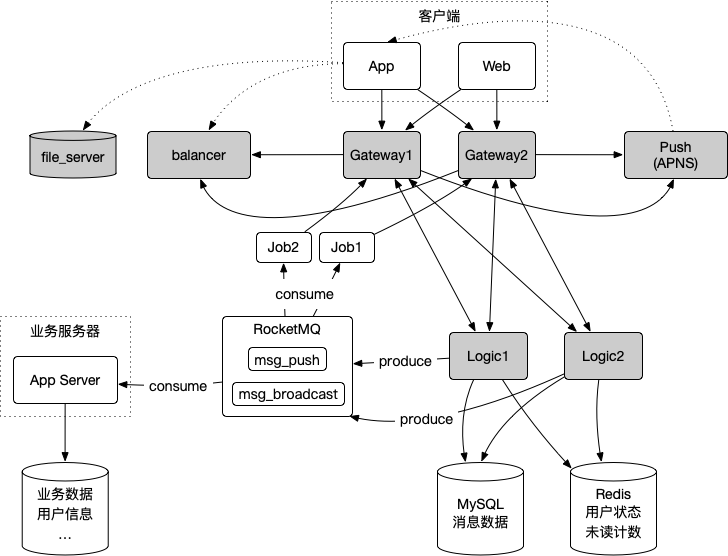 客户端
App
Web
file_server
balancer
Gateway1
Gateway2
Push
(APNS)
Job2
Job1
consume
业务服务器
RocketMQ
msg_push
msg_broadcast
produce
Logic1
Logic2
App Server
consume
produce
业务数据
用户信息
...
MySQL
消息数据
Redis
用户状态
未读计数